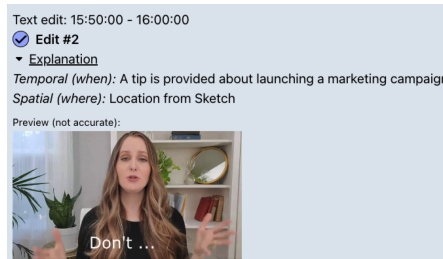 Text edit: 15:50:00 - 16:00:00
Edit #2
Explanation
Temporal (when): A tip is provided about launching a marketing campaign
Spatial (where): Location from Sketch
Preview (not accurate):
Don't ...